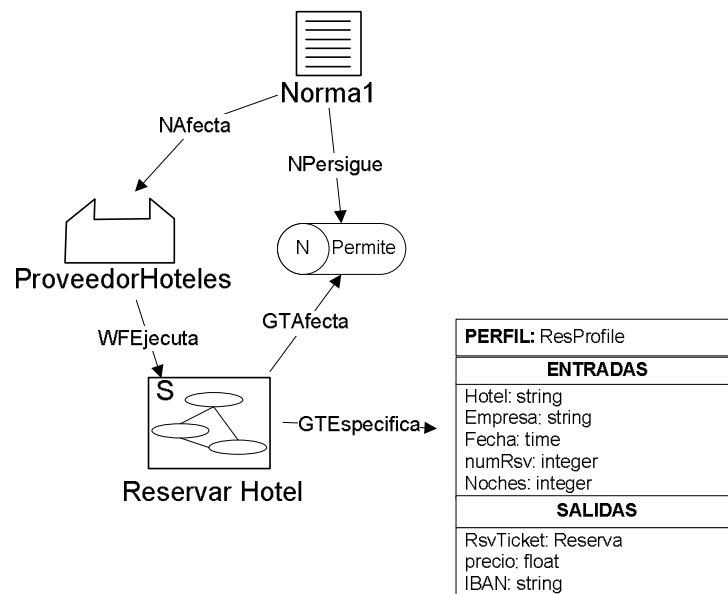 Norma1
NAfecta
NPersigue
N
Permite
ProveedorHoteles
WFEjecuta
GTAfecta
S
Reservar Hotel
GTEspecifica
PERFIL: ResProfile
ENTRADAS
Hotel: string
Empresa: string
Fecha: time
numRsv: integer
Noches: integer
SALIDAS
RsvTicket: Reserva
precio: float
IBAN: string